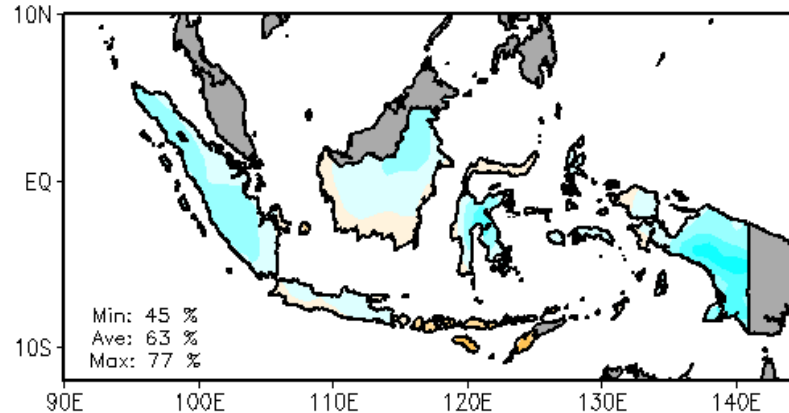 10N
EQ
10S
Min: 45 %
Ave: 63 %
Max: 77 %
90E 100E 110E 120E 130E 140E